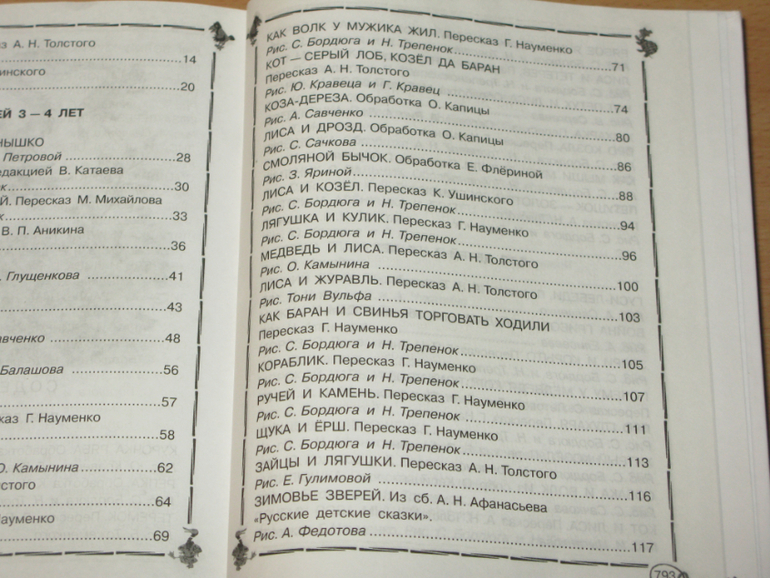 з А. Н. Толстого
14
инского
20
ЕЙ 3 — 4 ЛЕТ
НЫШКО
Петровой 28
едакцией В. Катаева
ок 30
Й. Пересказ М. Михайлова
к 33
В. П. Аникина
36
. Глущенкова 41
43
авченко 48
Балашова 56
57
сказ Г. Науменко
58
О. Камынина 62
лстого
64
Науменко
69
КАК ВОЛК У МУЖИКА ЖИЛ. Пересказ Г. Науменко
Рис. С. Бордюга и Н. Трепенок 71
КОТ — СЕРЫЙ ЛОБ, КОЗЁЛ ДА БАРАН
Пересказ А. Н. Толстого
Рис. Ю. Кравеца и Г. Кравец 74
КОЗА-ДЕРЕЗА. Обработка О. Капицы
Рис. А. Савченко 80
ЛИСА И ДРОЗД. Обработка О. Капицы
Рис. С. Сачкова 86
СМОЛЯНОЙ БЫЧОК. Обработка Е. Флёриной
Рис. З. Яриной 88
ЛИСА И КОЗЁЛ. Пересказ К. Ушинского
Рис. С. Бордюга и Н. Трепенок 94
ЛЯГУШКА И КУЛИК. Пересказ Г. Науменко
Рис. С. Бордюга и Н. Трепенок 96
МЕДВЕДЬ И ЛИСА. Пересказ А. Н. Толстого
Рис. О. Камынина 100
ЛИСА И ЖУРАВЛЬ. Пересказ А. Н. Толстого
Рис. Тони Вульфа 103
КАК БАРАН И СВИНЬЯ ТОРГОВАТЬ ХОДИЛИ
Пересказ Г. Науменко
Рис. С. Бордюга и Н. Трепенок 105
КОРАБЛИК. Пересказ Г. Науменко
Рис. С. Бордюга и Н. Трепенок 107
РУЧЕЙ И КАМЕНЬ. Пересказ Г. Науменко
Рис. С. Бордюга и Н. Трепенок 111
ЩУКА И ЁРШ. Пересказ Г. Науменко
Рис. С. Бордюга и Н. Трепенок 113
ЗАЙЦЫ И ЛЯГУШКИ. Пересказ А. Н. Толстого
Рис. Е. Гулимовой 116
ЗИМОВЬЕ ЗВЕРЕЙ. Из сб. А. Н. Афанасьева
«Русские детские сказки».
Рис. А. Федотова 117